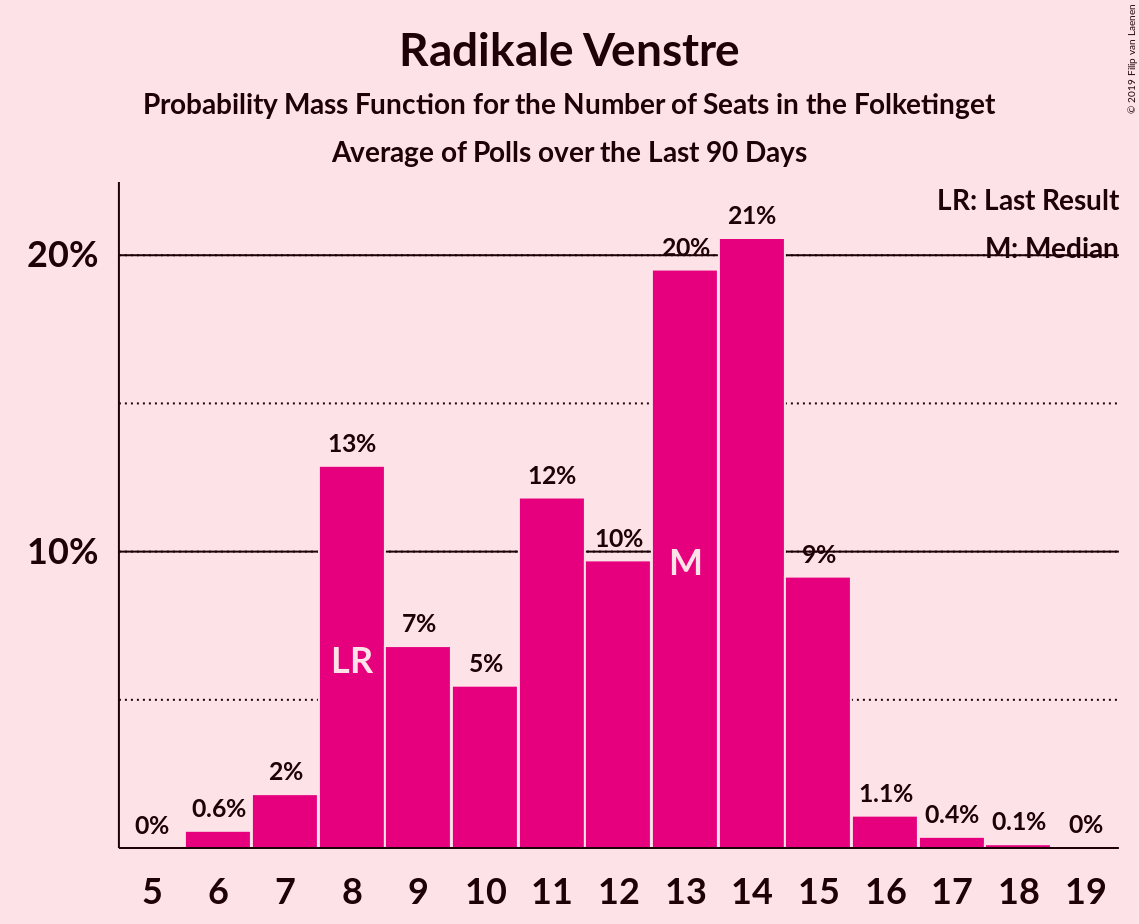 Radikale Venstre
Probability Mass Function for the Number of Seats in the Folketinget
Average of Polls over the Last 90 Days
© 2019 Filip van Laenen
LR: Last Result
M: Median
20%
10%
0%
0.6%
2%
13%
7%
5%
12%
10%
20%
21%
9%
1.1%
0.4%
0.1%
0%
LR
M
5 6 7 8 9 10 11 12 13 14 15 16 17 18 19